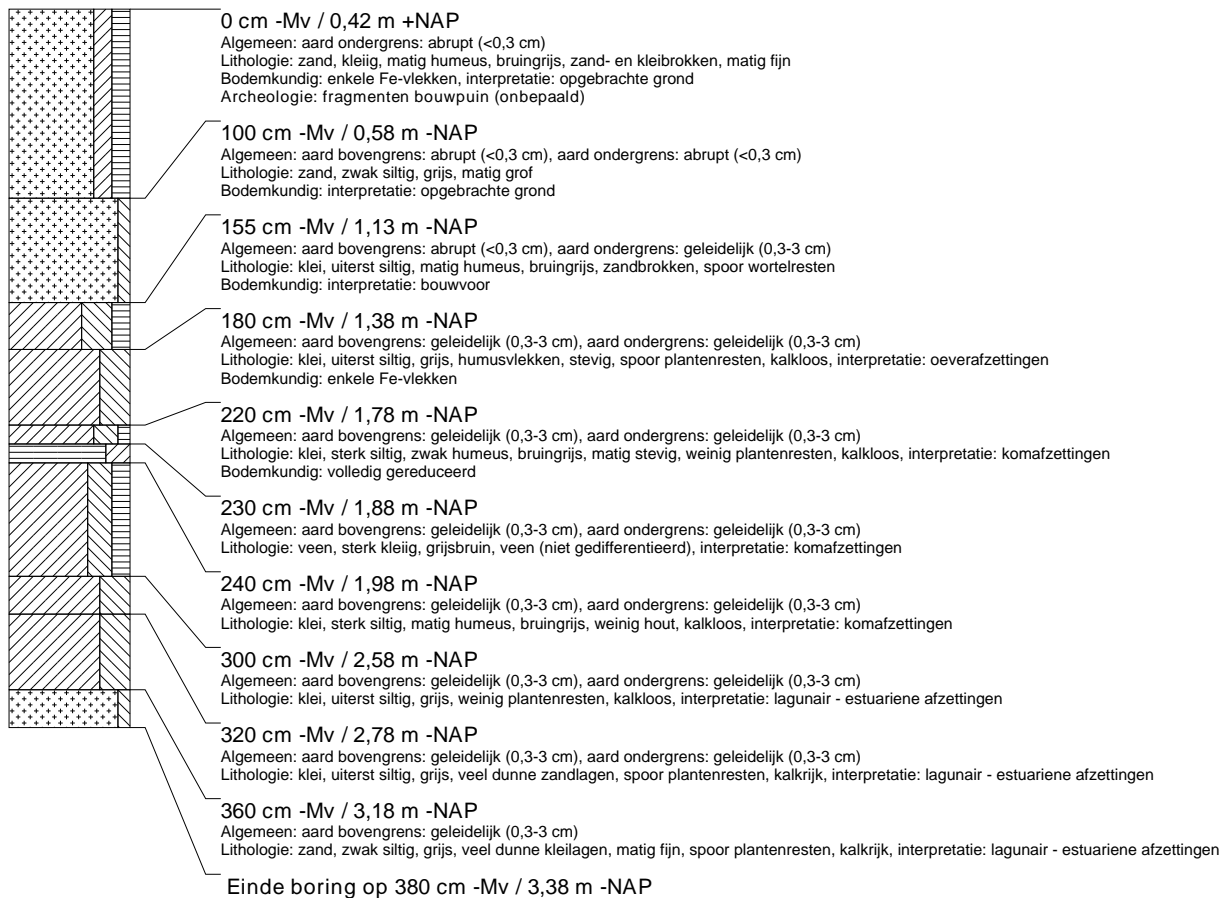 0 cm -Mv / 0,42 m +NAP
Algemeen: aard ondergrens: abrupt (<0,3 cm)
Lithologie: zand, kleiig, matig humeus, bruingrijs, zand- en kleibrokken, matig fijn
Bodemkundig: enkele Fe-vlekken, interpretatie: opgebrachte grond
Archeologie: fragmenten bouwpuin (onbepaald)
100 cm -Mv / 0,58 m -NAP
Algemeen: aard bovengrens: abrupt (<0,3 cm), aard ondergrens: abrupt (<0,3 cm)
Lithologie: zand, zwak siltig, grijs, matig grof
Bodemkundig: interpretatie: opgebrachte grond
155 cm -Mv / 1,13 m -NAP
Algemeen: aard bovengrens: abrupt (<0,3 cm), aard ondergrens: geleidelijk (0,3-3 cm)
Lithologie: klei, uiterst siltig, matig humeus, bruingrijs, zandbrokken, spoor wortelresten
Bodemkundig: interpretatie: bouwvoor
180 cm -Mv / 1,38 m -NAP
Algemeen: aard bovengrens: geleidelijk (0,3-3 cm), aard ondergrens: geleidelijk (0,3-3 cm)
Lithologie: klei, uiterst siltig, grijs, humusvlekken, stevig, spoor plantenresten, kalkloos, interpretatie: oeverafzettingen
Bodemkundig: enkele Fe-vlekken
220 cm -Mv / 1,78 m -NAP
Algemeen: aard bovengrens: geleidelijk (0,3-3 cm), aard ondergrens: geleidelijk (0,3-3 cm)
Lithologie: klei, sterk siltig, zwak humeus, bruingrijs, matig stevig, weinig plantenresten, kalkloos, interpretatie: komafzettingen
Bodemkundig: volledig gereduceerd
230 cm -Mv / 1,88 m -NAP
Algemeen: aard bovengrens: geleidelijk (0,3-3 cm), aard ondergrens: geleidelijk (0,3-3 cm)
Lithologie: veen, sterk kleiig, grijsbruin, veen (niet gedifferentieerd), interpretatie: komafzettingen
240 cm -Mv / 1,98 m -NAP
Algemeen: aard bovengrens: geleidelijk (0,3-3 cm), aard ondergrens: geleidelijk (0,3-3 cm)
Lithologie: klei, sterk siltig, matig humeus, bruingrijs, weinig hout, kalkloos, interpretatie: komafzettingen
300 cm -Mv / 2,58 m -NAP
Algemeen: aard bovengrens: geleidelijk (0,3-3 cm), aard ondergrens: geleidelijk (0,3-3 cm)
Lithologie: klei, uiterst siltig, grijs, weinig plantenresten, kalkloos, interpretatie: lagunair - estuariene afzettingen
320 cm -Mv / 2,78 m -NAP
Algemeen: aard bovengrens: geleidelijk (0,3-3 cm), aard ondergrens: geleidelijk (0,3-3 cm)
Lithologie: klei, uiterst siltig, grijs, veel dunne zandlagen, spoor plantenresten, kalkrijk, interpretatie: lagunair - estuariene afzettingen
360 cm -Mv / 3,18 m -NAP
Algemeen: aard bovengrens: geleidelijk (0,3-3 cm)
Lithologie: zand, zwak siltig, grijs, veel dunne kleilagen, matig fijn, spoor plantenresten, kalkrijk, interpretatie: lagunair - estuariene afzettingen
Einde boring op 380 cm -Mv / 3,38 m -NAP